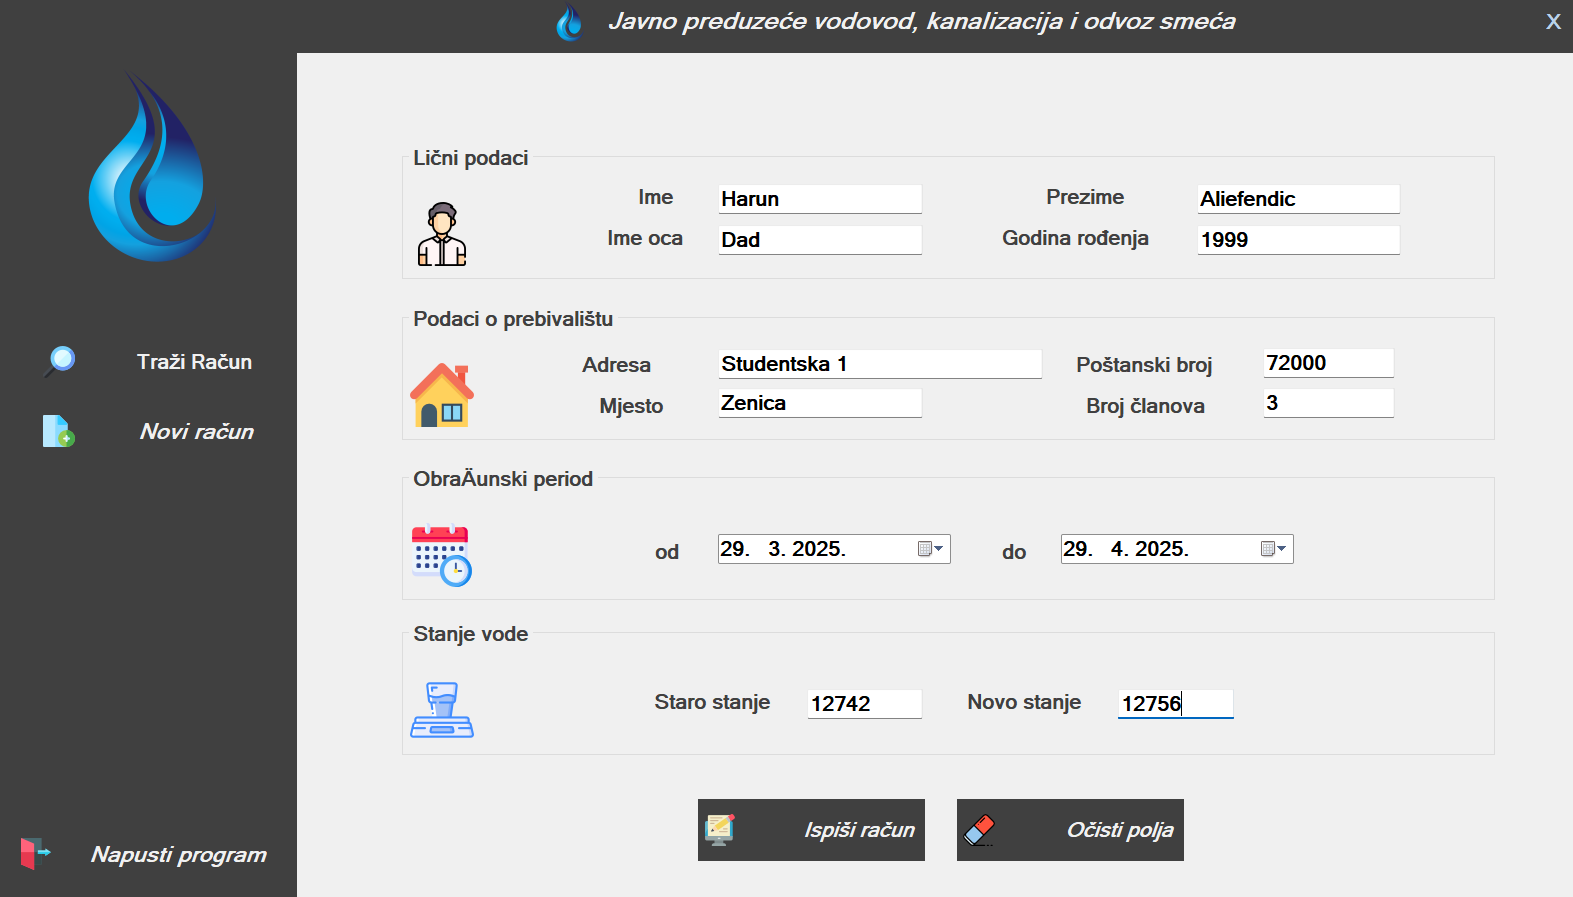 Javno preduzeće vodovod, kanalizacija i odvoz smeća
X
Traži Račun
Novi račun
Napusti program
Lični podaci
Ime Harun Prezime Aliefendic
Ime oca Dad Godina rođenja 1999
Podaci o prebivalištu
Adresa Studentska 1 Poštanski broj 72000
Mjesto Zenica Broj članova 3
ObraÄunski period
od 29. 3. 2025. do 29. 4. 2025.
Stanje vode
Staro stanje 12742 Novo stanje 12756
Ispiši račun Očisti polja